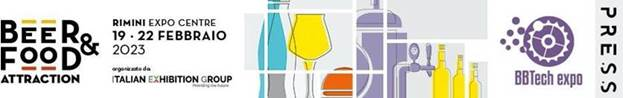 BEER&
FOOD
ATTRACTION
RIMINI EXPO CENTRE
19 · 22 FEBBRAIO
2023
organizzato da
ITALIAN EXHIBITION GROUP
Providing the future
BBTech expo
PRESS